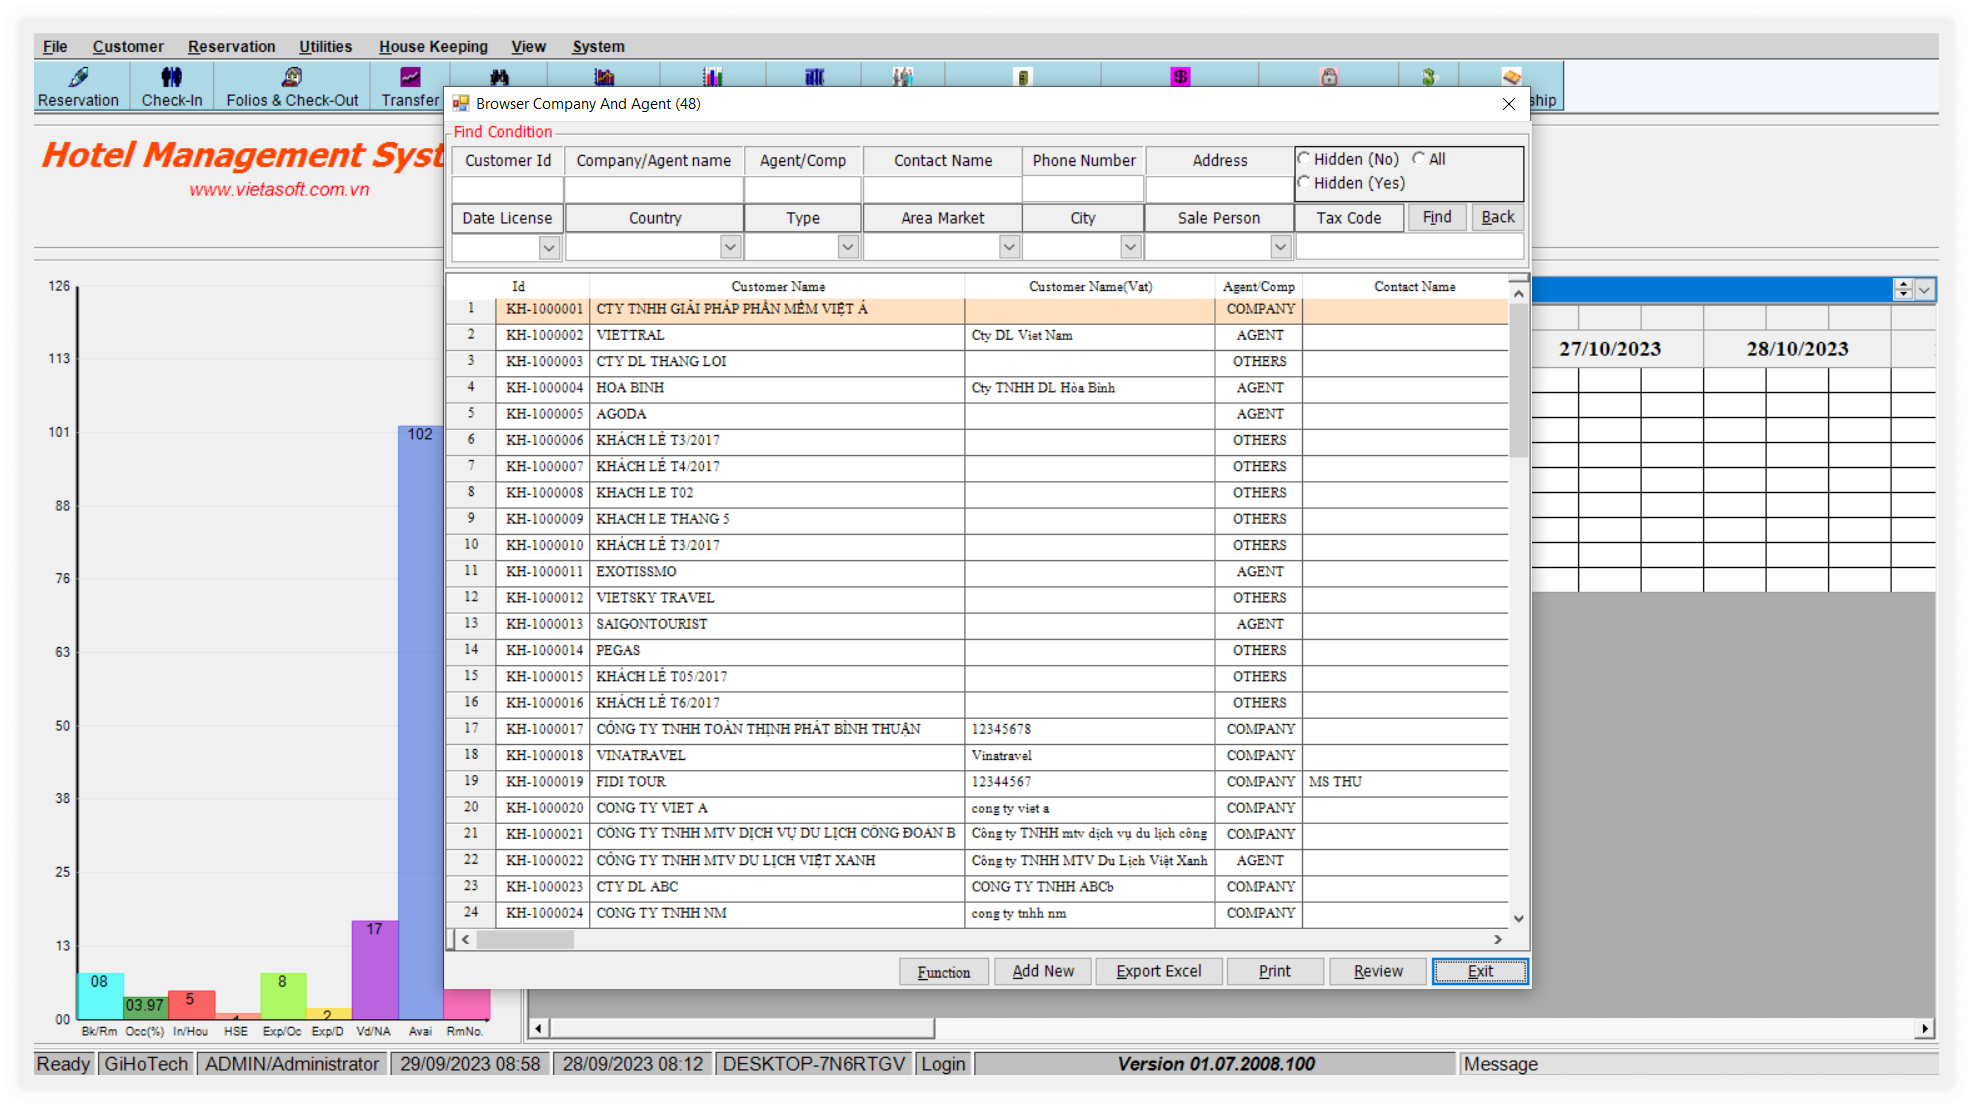 File Customer Reservation Utilities House Keeping View System
Reservation Check-In Folios & Check-Out Transfer ship
Hotel Management Syst
www.vietasoft.com.vn
Browser Company And Agent (48)
Find Condition
Customer Id Company/Agent name Agent/Comp Contact Name Phone Number Address Hidden (No) All
Hidden (Yes)
Date License Country Type Area Market City Sale Person Tax Code Find Back
Id Customer Name Customer Name(Vat) Agent/Comp Contact Name
1 KH-1000001 CTY TNHH GIẢI PHÁP PHẦN MỀM VIỆT Á COMPANY
2 KH-1000002 VIETTRAL Cty DL Viet Nam AGENT
3 KH-1000003 CTY DL THANG LOI OTHERS
4 KH-1000004 HOA BINH Cty TNHH DL Hòa Bình AGENT
5 KH-1000005 AGODA AGENT
6 KH-1000006 KHÁCH LẺ T3/2017 OTHERS
7 KH-1000007 KHÁCH LẺ T4/2017 OTHERS
8 KH-1000008 KHACH LE T02 OTHERS
9 KH-1000009 KHACH LE THANG 5 OTHERS
10 KH-1000010 KHÁCH LẺ T3/2017 OTHERS
11 KH-1000011 EXOTISSMO AGENT
12 KH-1000012 VIETSKY TRAVEL OTHERS
13 KH-1000013 SAIGONTOURIST AGENT
14 KH-1000014 PEGAS OTHERS
15 KH-1000015 KHÁCH LẺ T05/2017 OTHERS
16 KH-1000016 KHÁCH LẺ T6/2017 OTHERS
17 KH-1000017 CÔNG TY TNHH TOÀN THỊNH PHÁT BÌNH THUẬN 12345678 COMPANY
18 KH-1000018 VINATRAVEL Vinatravel COMPANY
19 KH-1000019 FIDI TOUR 12344567 COMPANY MS THU
20 KH-1000020 CONG TY VIET A cong ty viet a COMPANY
21 KH-1000021 CÔNG TY TNHH MTV DỊCH VỤ DU LỊCH CÔNG ĐOÀN B Công ty TNHH mtv dịch vụ du lịch công COMPANY
22 KH-1000022 CÔNG TY TNHH MTV DU LỊCH VIỆT XANH Công ty TNHH MTV Du Lịch Việt Xanh AGENT
23 KH-1000023 CTY DL ABC CONG TY TNHH ABCb COMPANY
24 KH-1000024 CONG TY TNHH NM cong ty tnhh nm COMPANY
Function Add New Export Excel Print Review Exit
27/10/2023 28/10/2023
126
113
101
88
76
63
50
38
25
13
00
08 03.97 5 1 8 2 17 102
Bk/Rm Occ(%) In/Hou HSE Exp/Oc Exp/D Vd/NA Avai RmNo.
Ready GiHoTech ADMIN/Administrator 29/09/2023 08:58 28/09/2023 08:12 DESKTOP-7N6RTGV Login Version 01.07.2008.100 Message